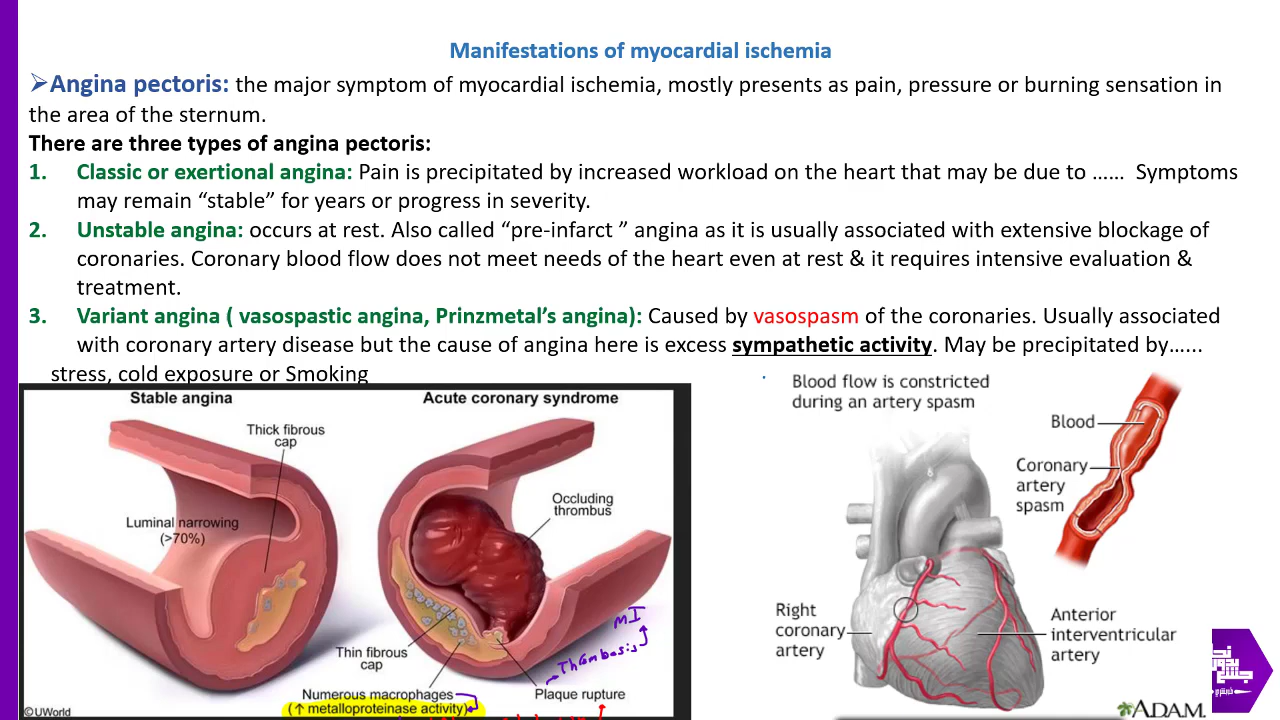 Manifestations of myocardial ischemia
➢Angina pectoris: the major symptom of myocardial ischemia, mostly presents as pain, pressure or burning sensation in
the area of the sternum.
There are three types of angina pectoris:
1. Classic or exertional angina: Pain is precipitated by increased workload on the heart that may be due to …… Symptoms
may remain “stable” for years or progress in severity.
2. Unstable angina: occurs at rest. Also called “pre-infarct ” angina as it is usually associated with extensive blockage of
coronaries. Coronary blood flow does not meet needs of the heart even at rest & it requires intensive evaluation &
treatment.
3. Variant angina ( vasospastic angina, Prinzmetal’s angina): Caused by vasospasm of the coronaries. Usually associated
with coronary artery disease but the cause of angina here is excess sympathetic activity. May be precipitated by…...
stress, cold exposure or Smoking
Stable angina
Thick fibrous
cap
Luminal narrowing
(>70%)
Acute coronary syndrome
Occluding
thrombus
Thin fibrous
cap
Numerous macrophages
(↑ metalloproteinase activity)
Plaque rupture
Thrombosis
MI
©UWorld
Blood flow is constricted
during an artery spasm
Blood
Coronary
artery
spasm
Right
coronary
artery
Anterior
interventricular
artery
ADAM.